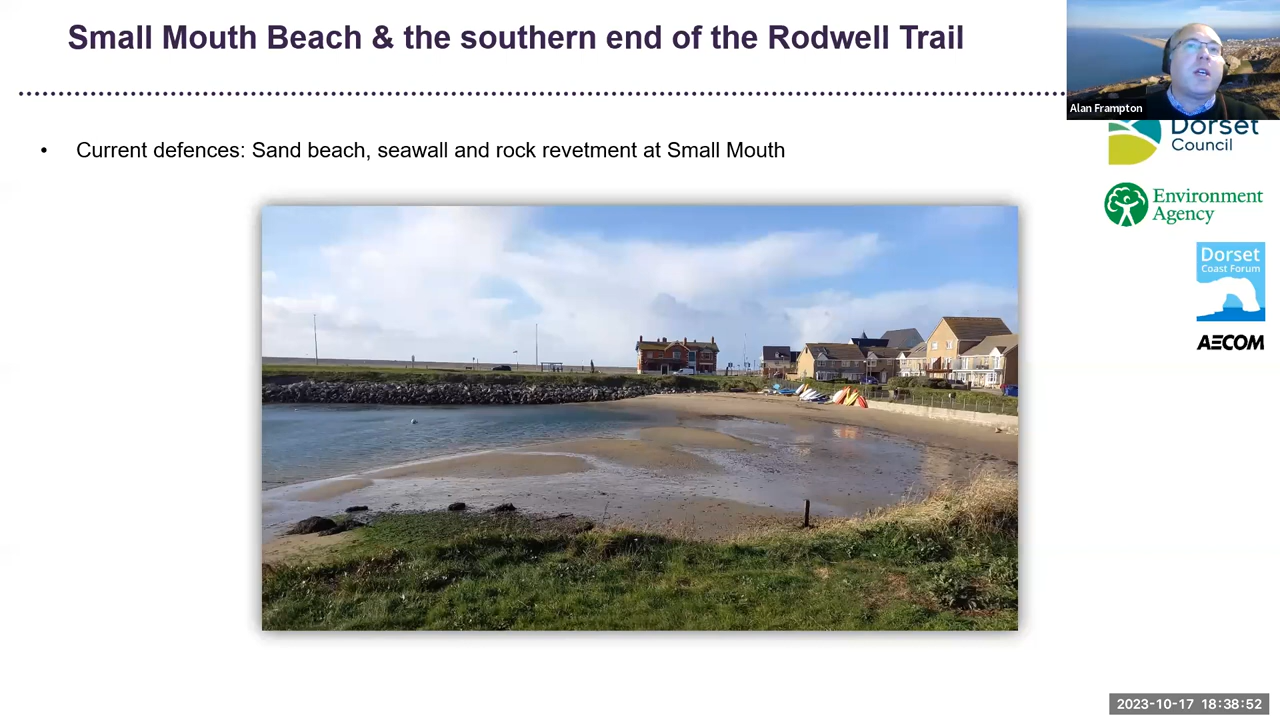 Small Mouth Beach & the southern end of the Rodwell Trail
Alan Frampton
• Current defences: Sand beach, seawall and rock revetment at Small Mouth
Dorset
Council
Environment
Agency
Dorset
Coast Forum
AECOM
2023-10-17 18:38:52